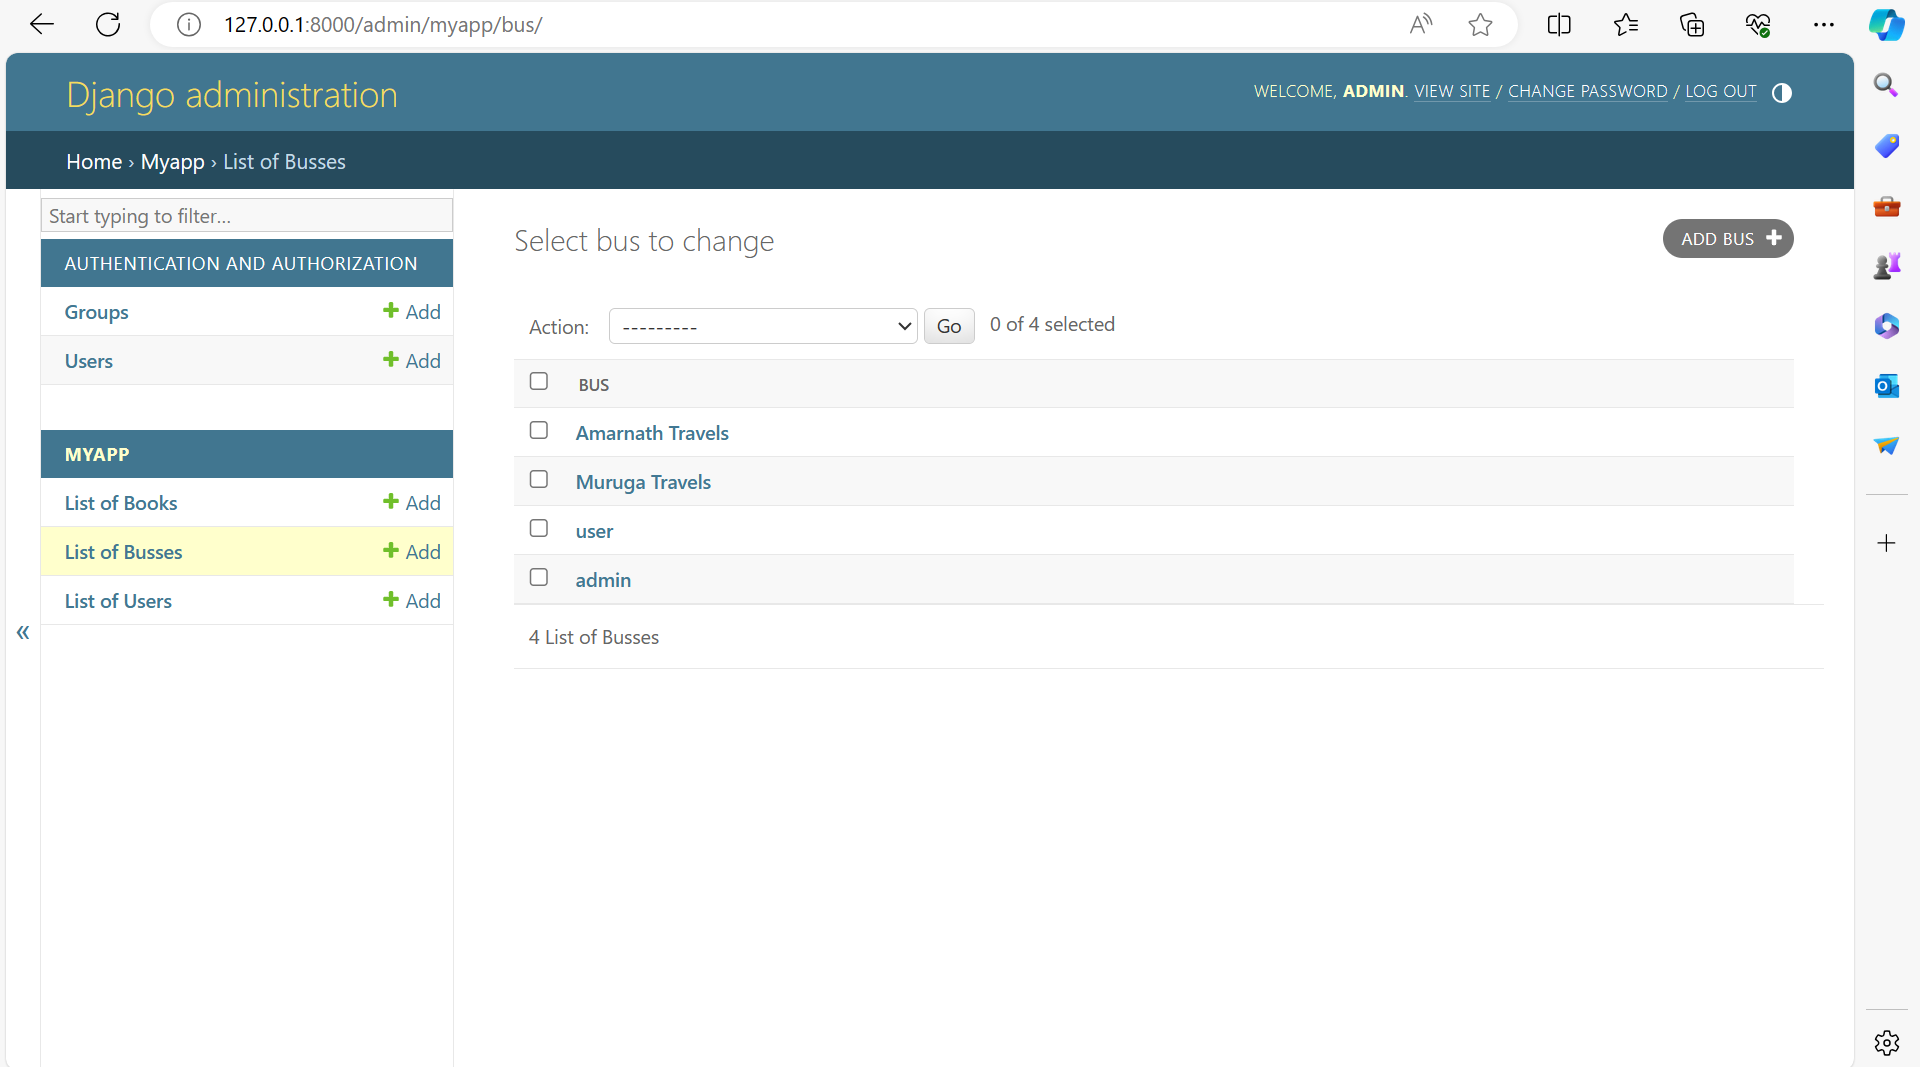 127.0.0.1:8000/admin/myapp/bus/
Django administration
WELCOME, ADMIN. VIEW SITE / CHANGE PASSWORD / LOG OUT
Home › Myapp › List of Busses
Start typing to filter...
AUTHENTICATION AND AUTHORIZATION
Groups + Add
Users + Add
MYAPP
List of Books + Add
List of Busses + Add
List of Users + Add
«
Select bus to change
ADD BUS +
Action: --------- Go 0 of 4 selected
BUS
Amarnath Travels
Muruga Travels
user
admin
4 List of Busses